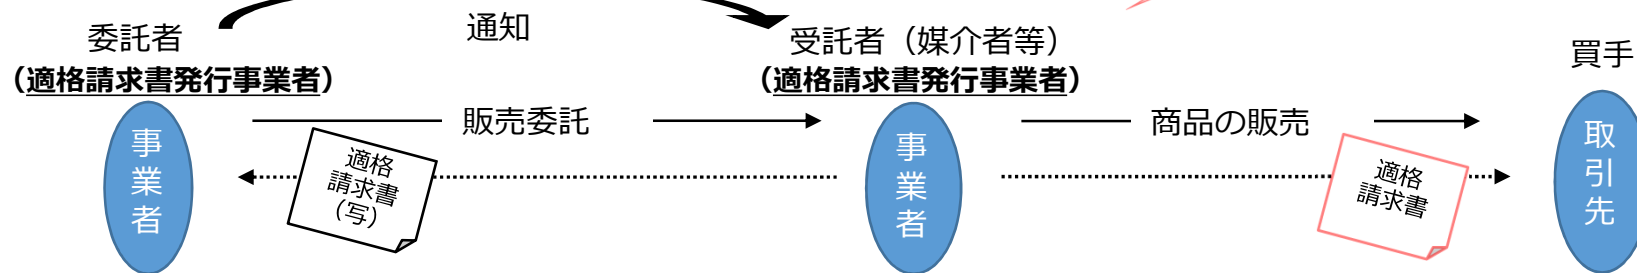 委託者
(適格請求書発行事業者)
通知
受託者(媒介者等)
(適格請求書発行事業者)
買手
販売委託
商品の販売
事業者
適格
請求書
(写)
事業者
適格
請求書
取引先